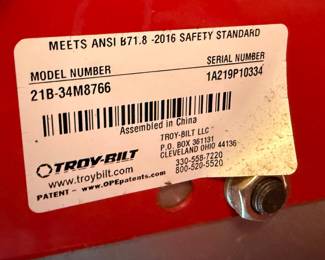 MEETS ANSI B71.8 -2016 SAFETY STANDARD
MODEL NUMBER
SERIAL NUMBER
21B-34M8766
1A219P10334
Assembled in China
TROY-BILT LLC
P.O. BOX 361131
CLEVELAND OHIO 44136
TROY-BILT
www.troybilt.com
330-558-7220
800-520-5520
PATENT: www.OPEpatents.com